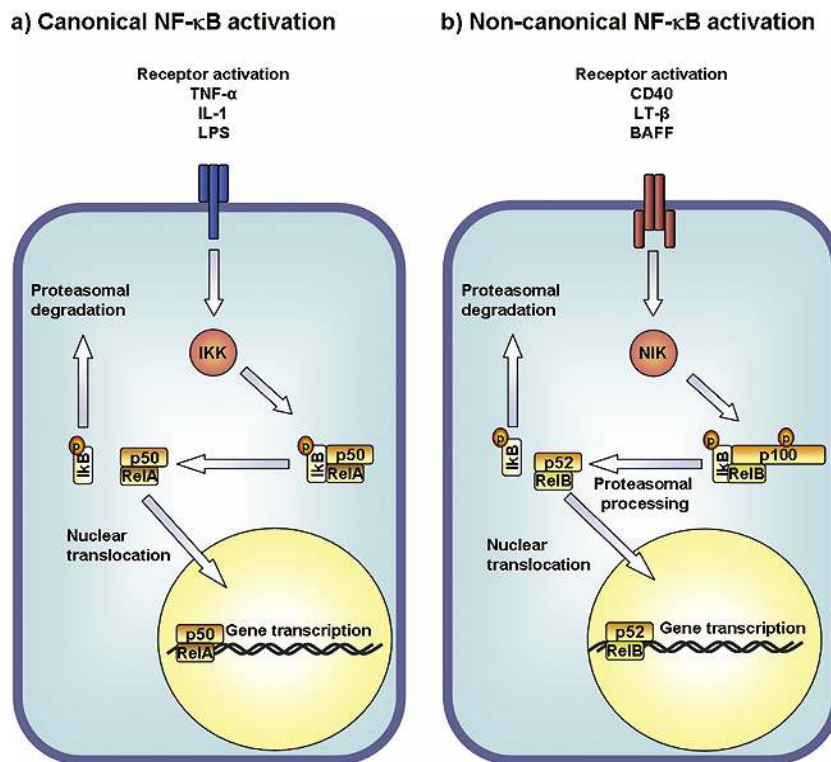 a) Canonical NF-κB activation
Receptor activation
TNF-α
IL-1
LPS
Proteasomal
degradation
IKK
p
IκB
p50
RelA
p
IκB
p50
RelA
Nuclear
translocation
p50
RelA
Gene transcription
b) Non-canonical NF-κB activation
Receptor activation
CD40
LT-β
BAFF
Proteasomal
degradation
NIK
p
IκB
p52
RelB
Proteasomal
processing
p
p
IκB
p100
RelB
Nuclear
translocation
p52
RelB
Gene transcription